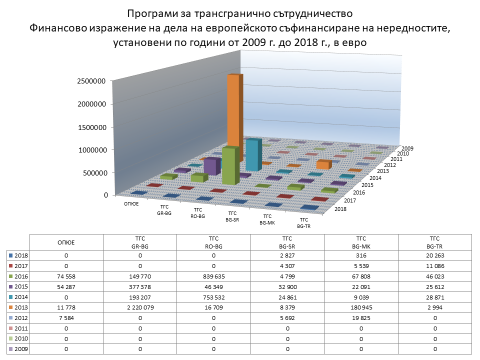 Програми за трансгранично сътрудничество
Финансово изражение на дела на европейското съфинансиране на нередностите,
установени по години от 2009 г. до 2018 г., в евро
2500000
2000000
1500000
1000000
500000
0
ОПЮЕ
ТГС GR-BG
ТГС RO-BG
ТГС BG-SR
ТГС BG-MK
ТГС BG-TR
2009
2010
2011
2012
2013
2014
2015
2016
2017
2018
ОПЮЕ ТГС GR-BG ТГС RO-BG ТГС BG-SR ТГС BG-MK ТГС BG-TR
2018 0 0 0 2 827 316 20 263
2017 0 0 0 4 307 5 539 11 086
2016 74 558 149 770 839 635 4 799 67 808 46 023
2015 54 287 377 378 46 349 32 900 22 091 25 612
2014 0 193 207 753 532 24 861 9 039 28 871
2013 11 778 2 220 079 16 709 8 379 180 945 2 994
2012 7 584 0 0 5 692 19 825 0
2011 0 0 0 0 0 0
2010 0 0 0 0 0 0
2009 0 0 0 0 0 0